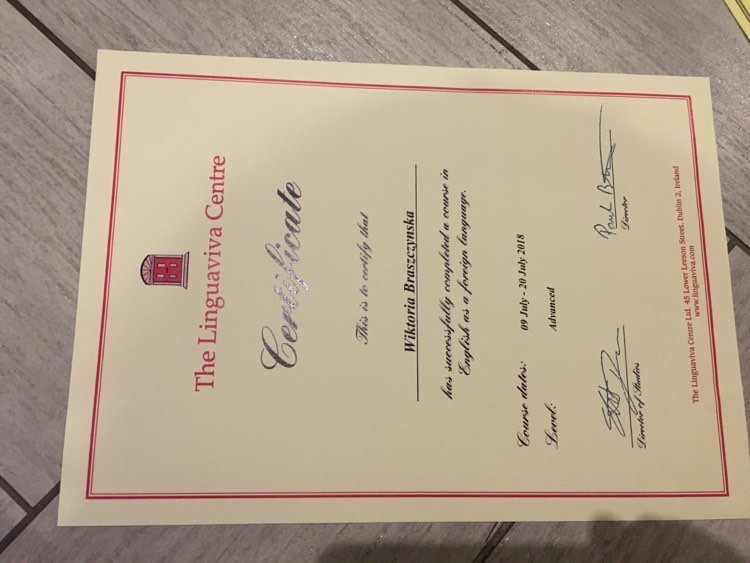 The Linguaviva Centre
Certificate
This is to certify that
Wiktoria Braszczynska
has successfully completed a course in
English as a foreign language.
Course dates: 09 July - 20 July 2018
Level: Advanced
Director of Studies
Director
The Linguaviva Centre Ltd. 45 Lower Leeson Street, Dublin 2, Ireland
www.linguaviva.com